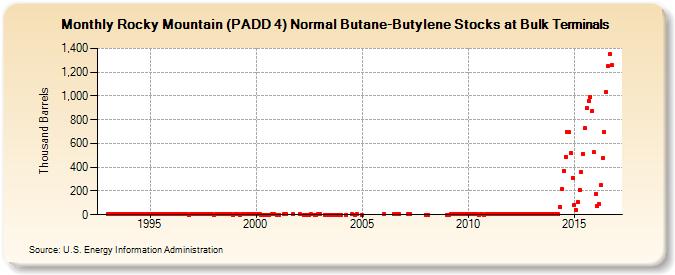 Monthly Rocky Mountain (PADD 4) Normal Butane-Butylene Stocks at Bulk Terminals
Thousand Barrels
1,400
1,200
1,000
800
600
400
200
0
1995 2000 2005 2010 2015
Source: U.S. Energy Information Administration